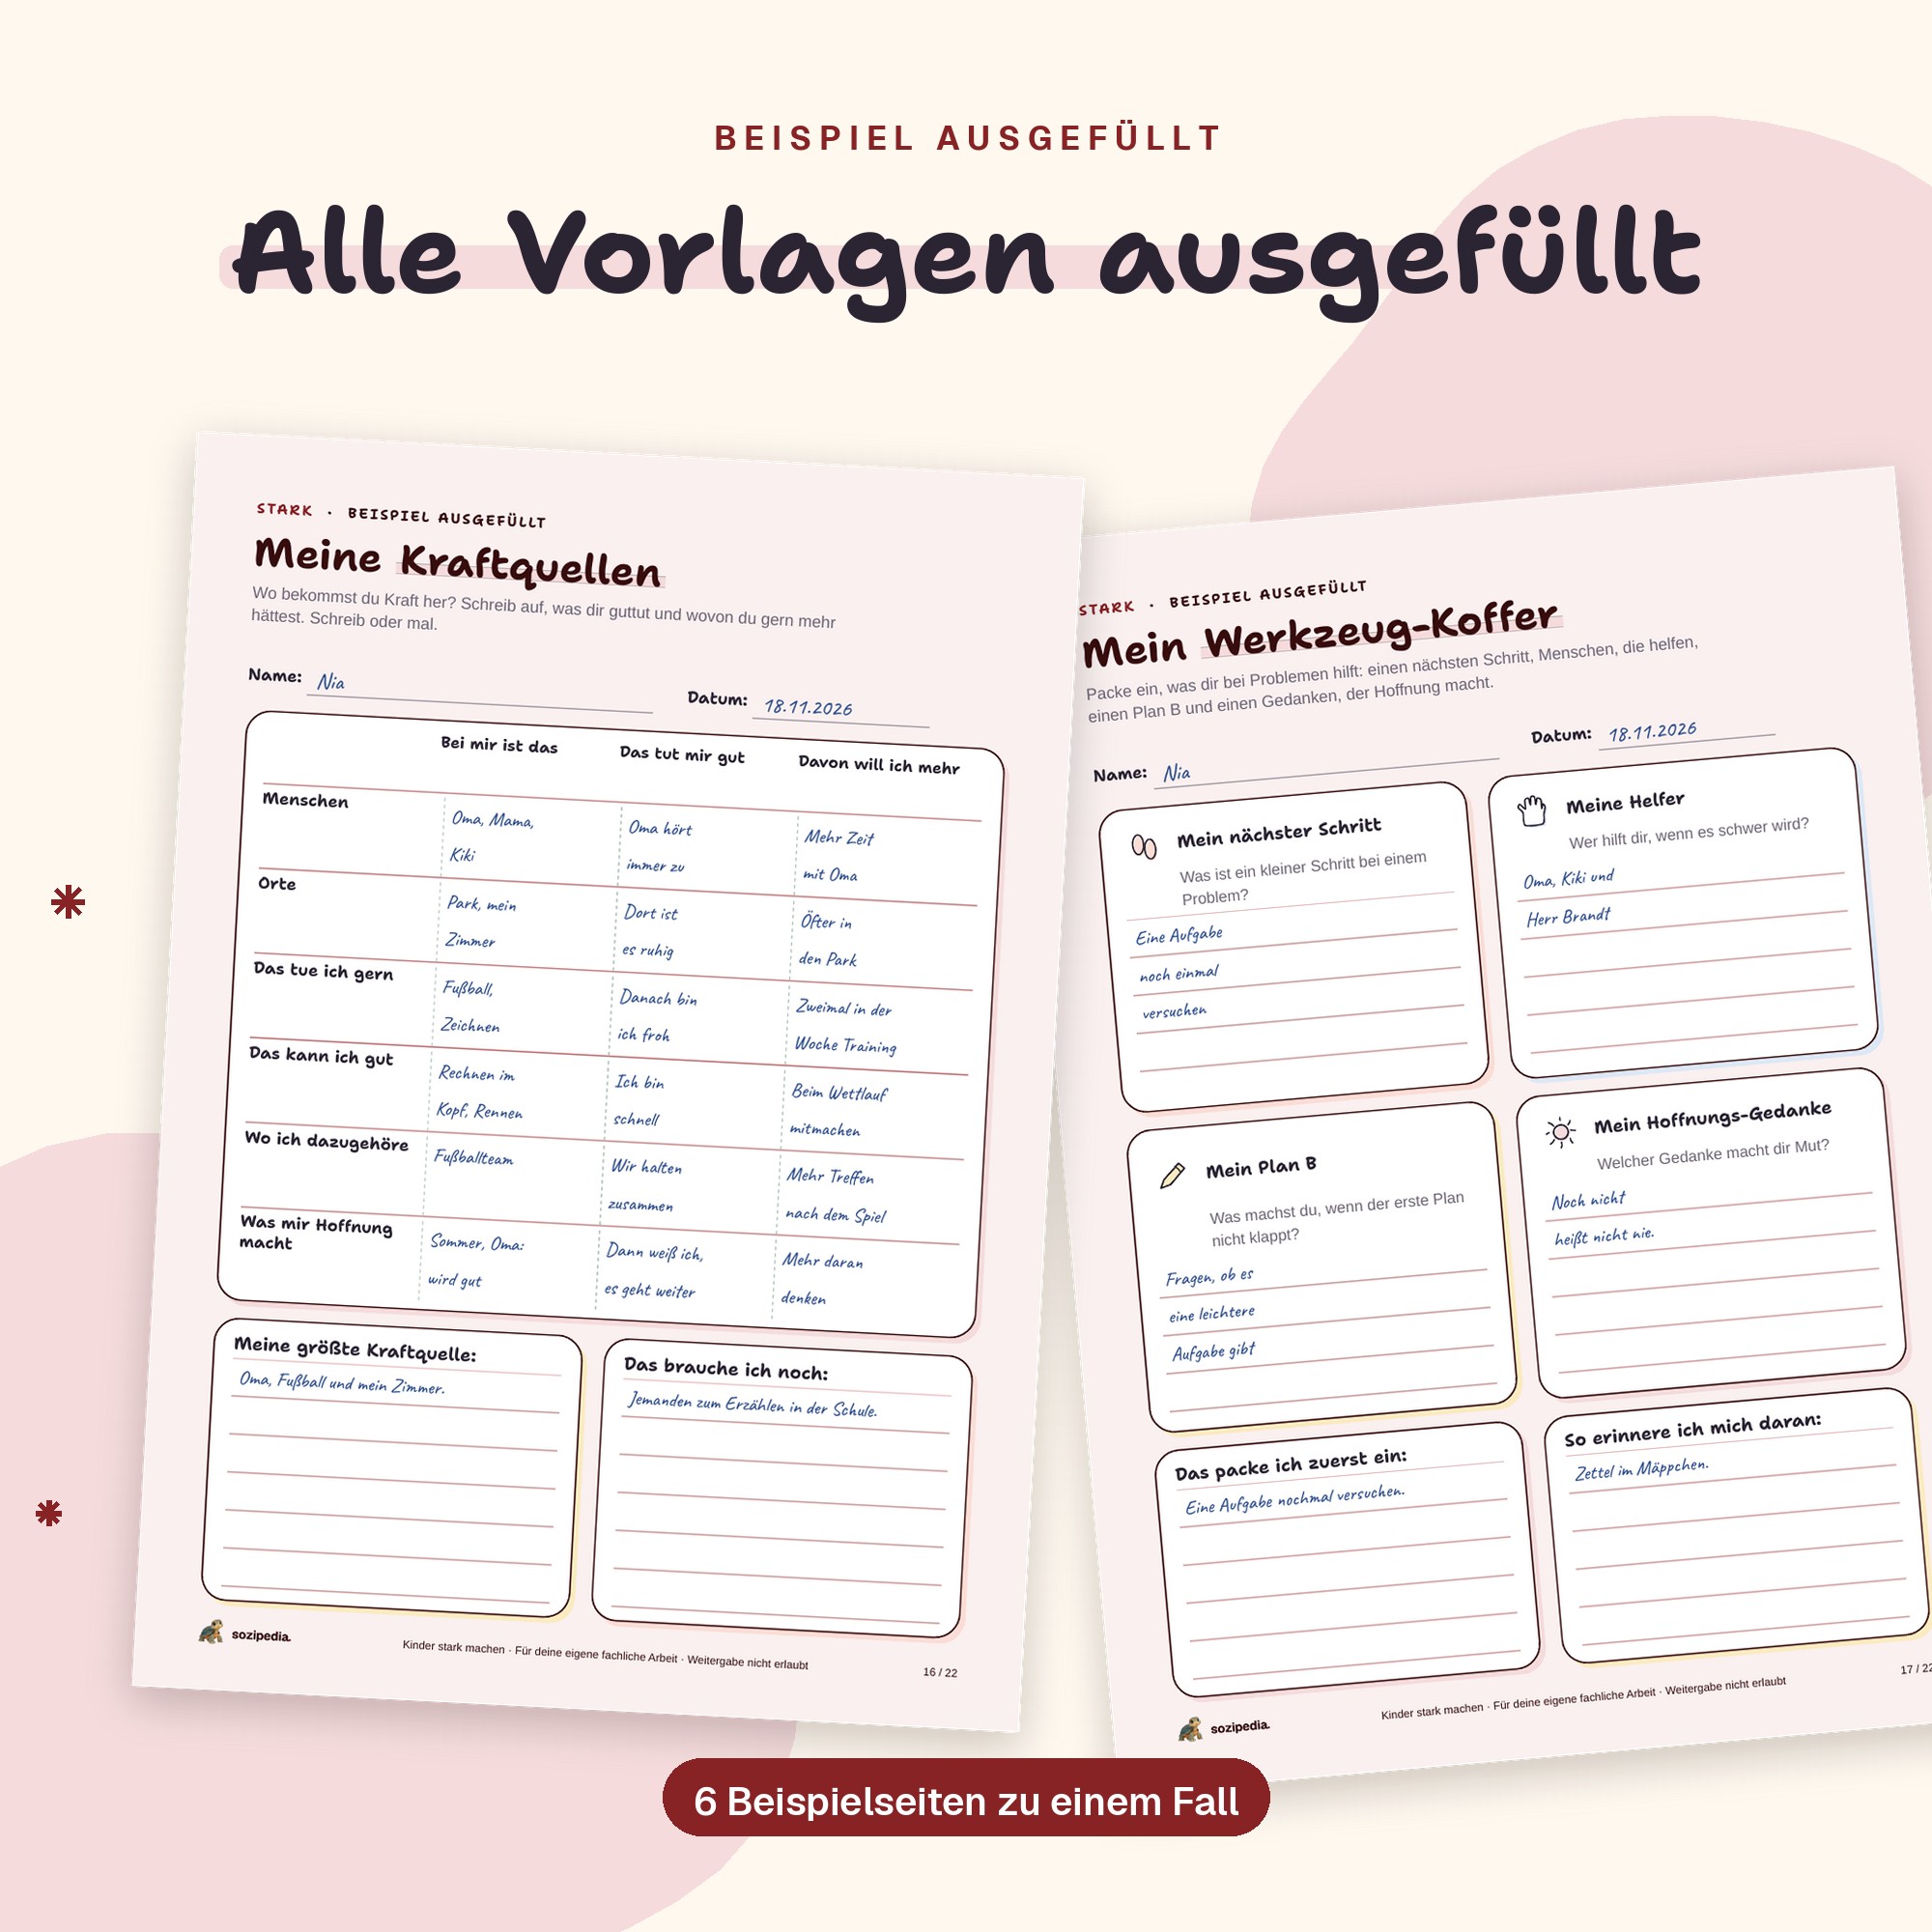 BEISPIEL AUSGEFÜLLT
Alle Vorlagen ausgefüllt
STARK · BEISPIEL AUSGEFÜLLT
Meine Kraftquellen
Wo bekommst du Kraft her? Schreib auf, was dir guttut und wovon du gern mehr
hättest. Schreib oder mal.
Name: Nia Datum: 18.11.2026
Bei mir ist das Das tut mir gut Davon will ich mehr
Menschen
Oma, Mama,
Kiki
Oma hört
immer zu
Mehr Zeit
mit Oma
Orte
Park, mein
Zimmer
Dort ist
es ruhig
Öfter in
den Park
Das tue ich gern
Fußball,
Zeichnen
Danach bin
ich froh
Zweimal in der
Woche Training
Das kann ich gut
Rechnen im
Kopf, Rennen
Ich bin
schnell
Beim Wettlauf
mitmachen
Wo ich dazugehöre
Fußballteam
Wir halten
zusammen
Mehr Treffen
nach dem Spiel
Was mir Hoffnung
macht
Sommer, Oma:
wird gut
Dann weiß ich,
es geht weiter
Mehr daran
denken
Meine größte Kraftquelle:
Oma, Fußball und mein Zimmer.
Das brauche ich noch:
Jemanden zum Erzählen in der Schule.
sozipedia.
Kinder stark machen · Für deine eigene fachliche Arbeit · Weitergabe nicht erlaubt
16 / 22
STARK · BEISPIEL AUSGEFÜLLT
Mein Werkzeug-Koffer
Packe ein, was dir bei Problemen hilft: einen nächsten Schritt, Menschen, die helfen,
einen Plan B und einen Gedanken, der Hoffnung macht.
Name: Nia Datum: 18.11.2026
Mein nächster Schritt
Was ist ein kleiner Schritt bei einem
Problem?
Eine Aufgabe
noch einmal
versuchen
Meine Helfer
Wer hilft dir, wenn es schwer wird?
Oma, Kiki und
Herr Brandt
Mein Plan B
Was machst du, wenn der erste Plan
nicht klappt?
Fragen, ob es
eine leichtere
Aufgabe gibt
Mein Hoffnungs-Gedanke
Welcher Gedanke macht dir Mut?
Noch nicht
heißt nicht nie.
Das packe ich zuerst ein:
Eine Aufgabe nochmal versuchen.
So erinnere ich mich daran:
Zettel im Mäppchen.
sozipedia.
Kinder stark machen · Für deine eigene fachliche Arbeit · Weitergabe nicht erlaubt
17 / 22
6 Beispielseiten zu einem Fall